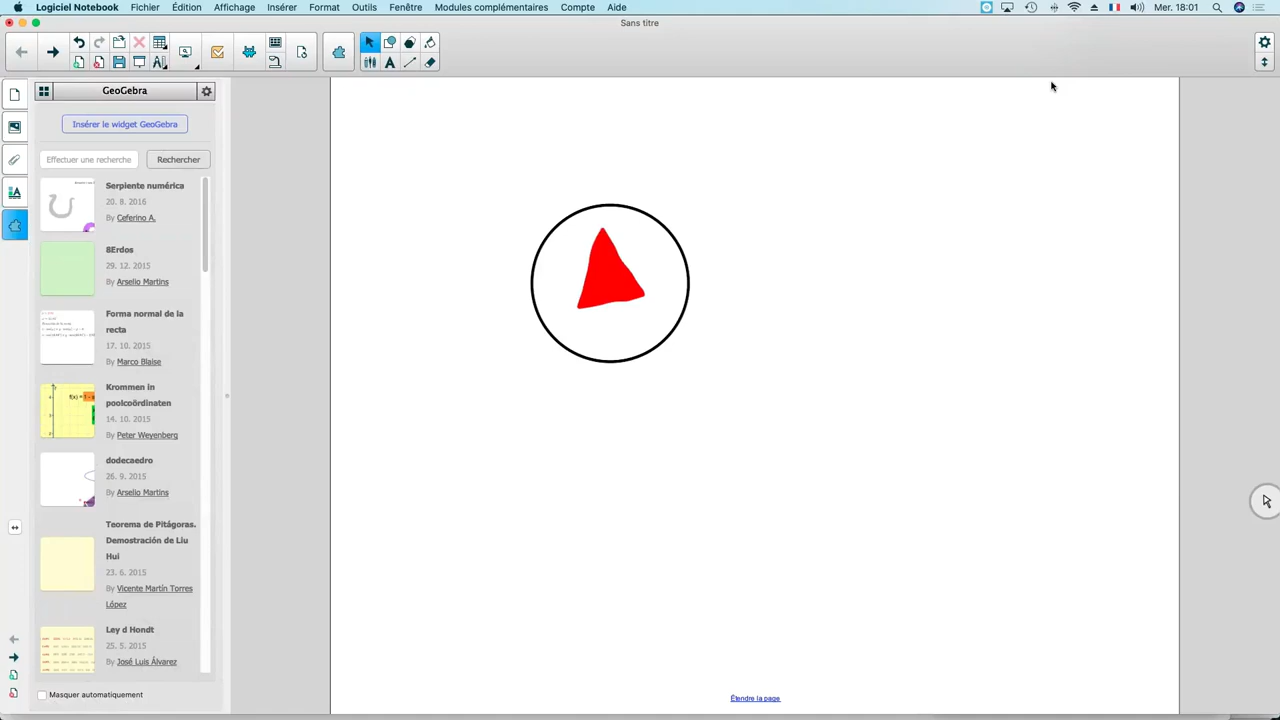 Logiciel Notebook Fichier Édition Affichage Insérer Format Outils Fenêtre Modules complémentaires Compte Aide Mer. 18:01
Sans titre
GeoGebra
Insérer le widget GeoGebra
Effectuer une recherche Rechercher
Serpiente numérica
20. 8. 2016
By Ceferino A.
8Erdos
29. 12. 2015
By Arselio Martins
Forma normal de la
recta
17. 10. 2015
By Marco Blaise
Krommen in
poolcoördinaten
14. 10. 2015
By Peter Weyenberg
dodecaedro
26. 9. 2015
By Arselio Martins
Teorema de Pitágoras.
Demostración de Liu
Hui
23. 6. 2015
By Vicente Martín Torres
López
Ley d Hondt
25. 5. 2015
By José Luis Álvarez
Masquer automatiquement
Étendre la page